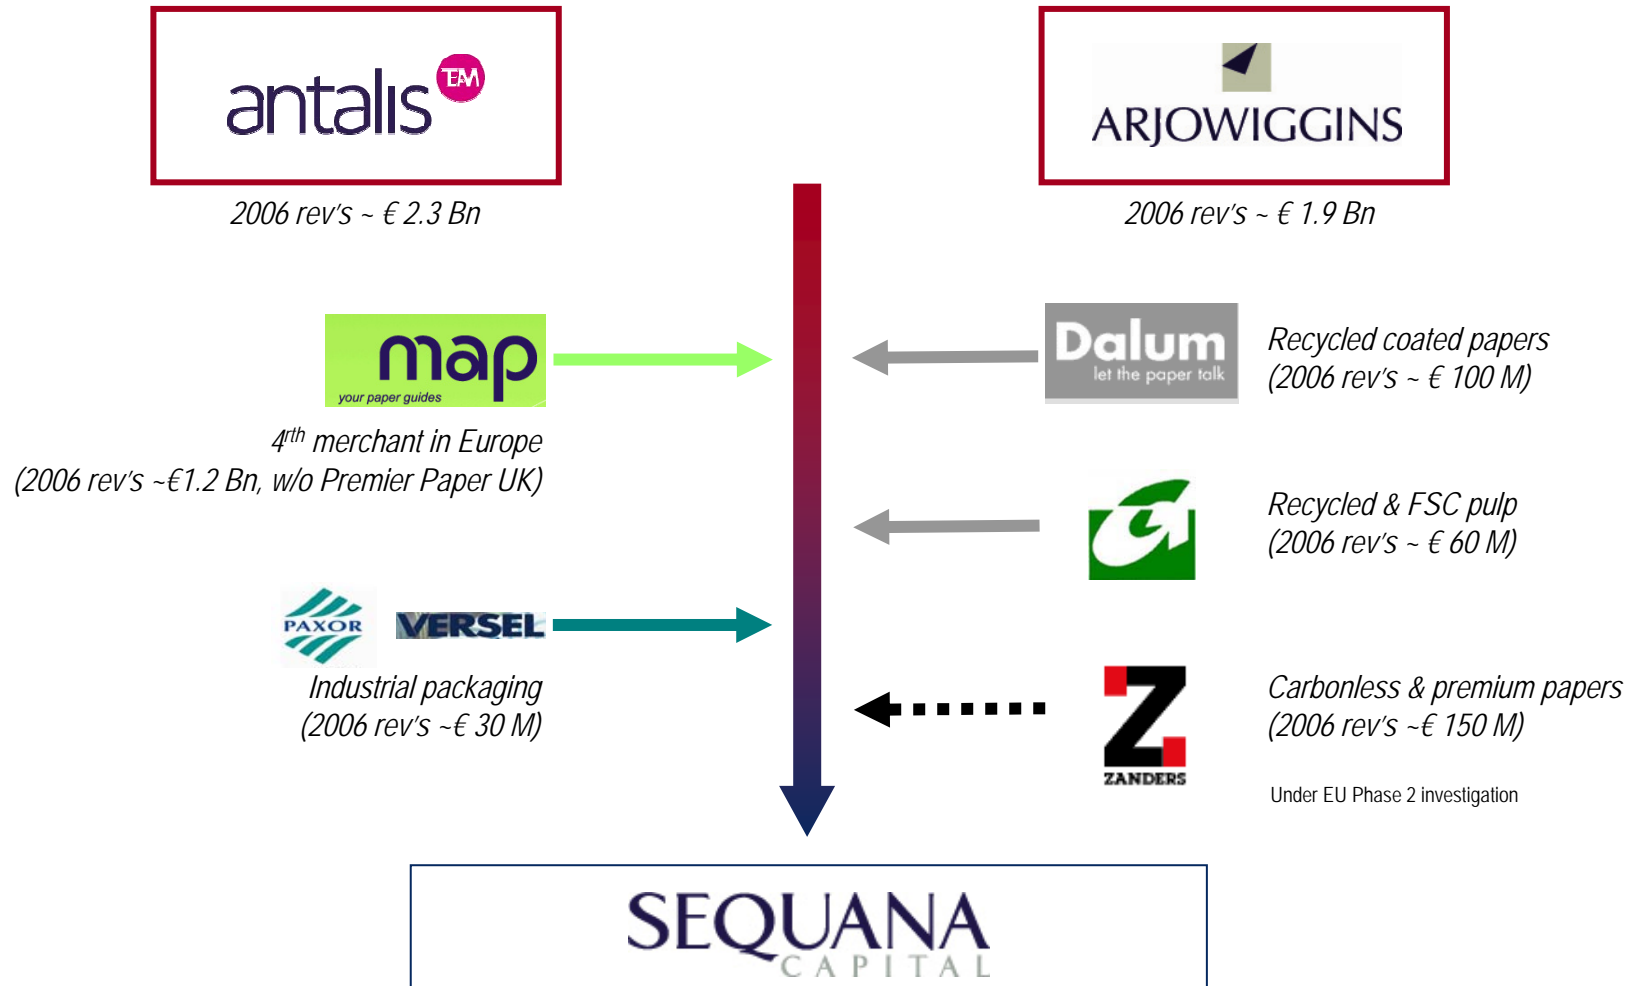 antalis TM
ARJOWIGGINS
2006 rev's ~ € 2.3 Bn
2006 rev's ~ € 1.9 Bn
map
your paper guides
4rth merchant in Europe
(2006 rev's ~€1.2 Bn, w/o Premier Paper UK)
Dalum
let the paper talk
Recycled coated papers
(2006 rev's ~ € 100 M)
Recycled & FSC pulp
(2006 rev's ~ € 60 M)
PAXOR
VERSEL
Industrial packaging
(2006 rev's ~€ 30 M)
Z
ZANDERS
Carbonless & premium papers
(2006 rev's ~€ 150 M)
Under EU Phase 2 investigation
SEQUANA
CAPITAL